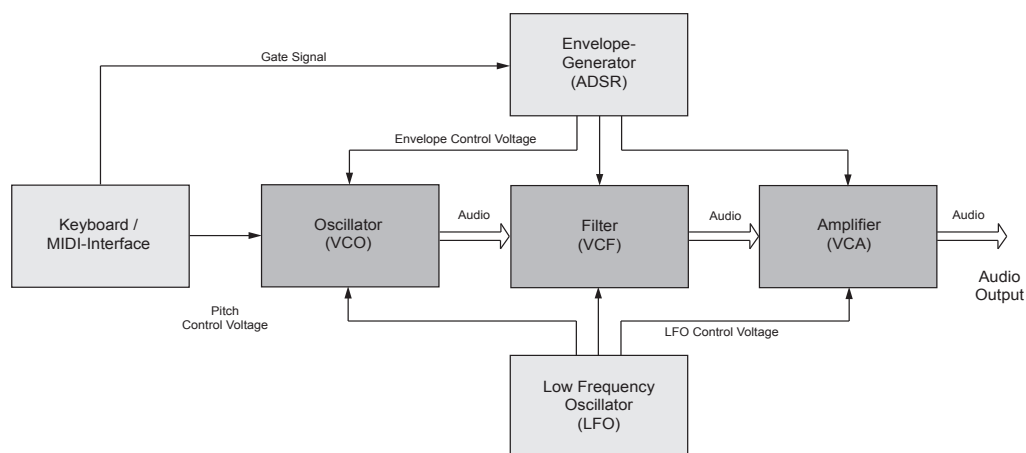 Envelope-
Generator
(ADSR)
Gate Signal
Envelope Control Voltage
Keyboard /
MIDI-Interface
Oscillator
(VCO)
Audio
Filter
(VCF)
Audio
Amplifier
(VCA)
Audio
Audio
Output
Pitch
Control Voltage
LFO Control Voltage
Low Frequency
Oscillator
(LFO)